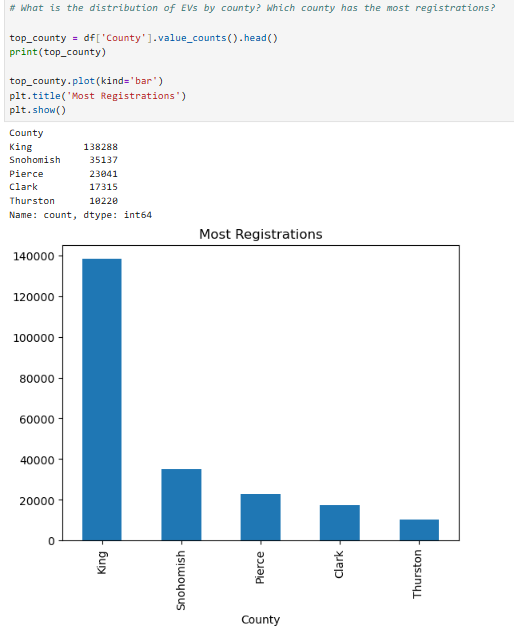 # What is the distribution of EVs by county? Which county has the most registrations?
top_county = df['County'].value_counts().head()
print(top_county)
top_county.plot(kind='bar')
plt.title('Most Registrations')
plt.show()
County
King 138288
Snohomish 35137
Pierce 23041
Clark 17315
Thurston 10220
Name: count, dtype: int64
Most Registrations
140000
120000
100000
80000
60000
40000
20000
0
King
Snohomish
Pierce
Clark
Thurston
County